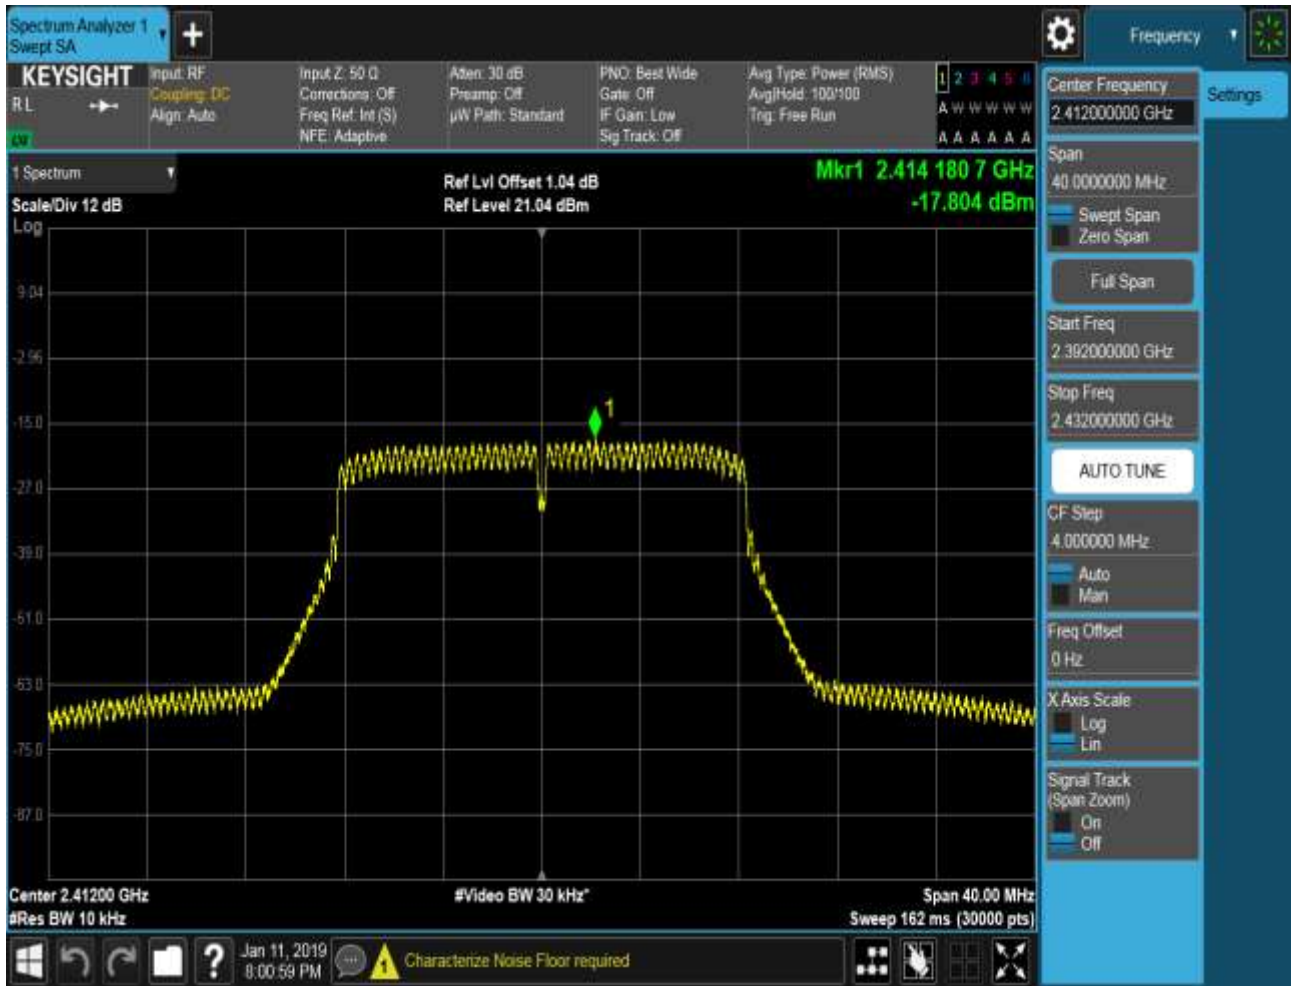 Spectrum Analyzer 1
Swept SA
Frequency
KEYSIGHT
R L
LXI
Input: RF
Coupling: DC
Align: Auto
Input Z: 50 Ω
Corrections: Off
Freq Ref: Int (S)
NFE: Adaptive
Atten: 30 dB
Preamp: Off
µW Path: Standard
PNO: Best Wide
Gate: Off
IF Gain: Low
Sig Track: Off
Avg Type: Power (RMS)
Avg|Hold: 100/100
Trig: Free Run
1 2 3 4 5 6
A W W W W W
A A A A A A
1 Spectrum
Scale/Div 12 dB
Log
Ref Lvl Offset 1.04 dB
Ref Level 21.04 dBm
Mkr1 2.414 180 7 GHz
-17.804 dBm
9.04
-2.96
-15.0
-27.0
-39.0
-51.0
-63.0
-75.0
-87.0
1
Center 2.41200 GHz
#Res BW 10 kHz
#Video BW 30 kHz*
Span 40.00 MHz
Sweep 162 ms (30000 pts)
Center Frequency
2.412000000 GHz
Settings
Span
40.0000000 MHz
Swept Span
Zero Span
Full Span
Start Freq
2.392000000 GHz
Stop Freq
2.432000000 GHz
AUTO TUNE
CF Step
4.000000 MHz
Auto
Man
Freq Offset
0 Hz
X Axis Scale
Log
Lin
Signal Track
(Span Zoom)
On
Off
?
Jan 11, 2019
8:00:59 PM
1
Characterize Noise Floor required